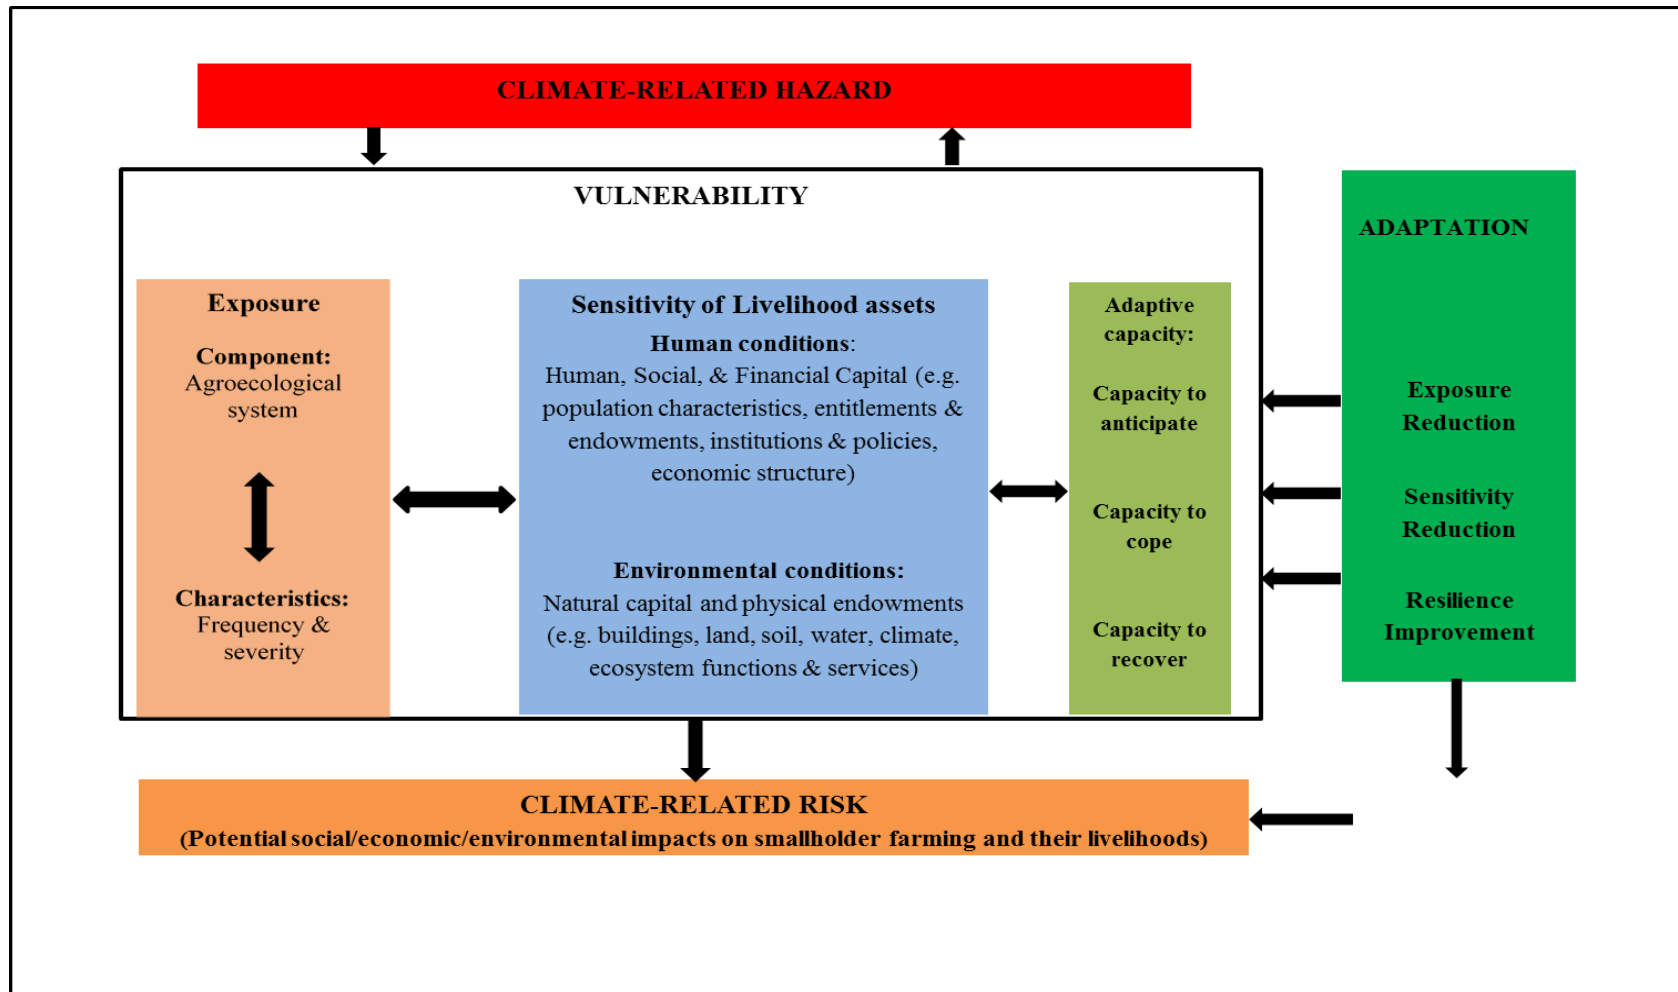 CLIMATE-RELATED HAZARD
VULNERABILITY
Exposure
Component:
Agroecological
system
Characteristics:
Frequency &
severity
Sensitivity of Livelihood assets
Human conditions:
Human, Social, & Financial Capital (e.g.
population characteristics, entitlements &
endowments, institutions & policies,
economic structure)
Environmental conditions:
Natural capital and physical endowments
(e.g. buildings, land, soil, water, climate,
ecosystem functions & services)
Adaptive
capacity:
Capacity to
anticipate
Capacity to
cope
Capacity to
recover
ADAPTATION
Exposure
Reduction
Sensitivity
Reduction
Resilience
Improvement
CLIMATE-RELATED RISK
(Potential social/economic/environmental impacts on smallholder farming and their livelihoods)